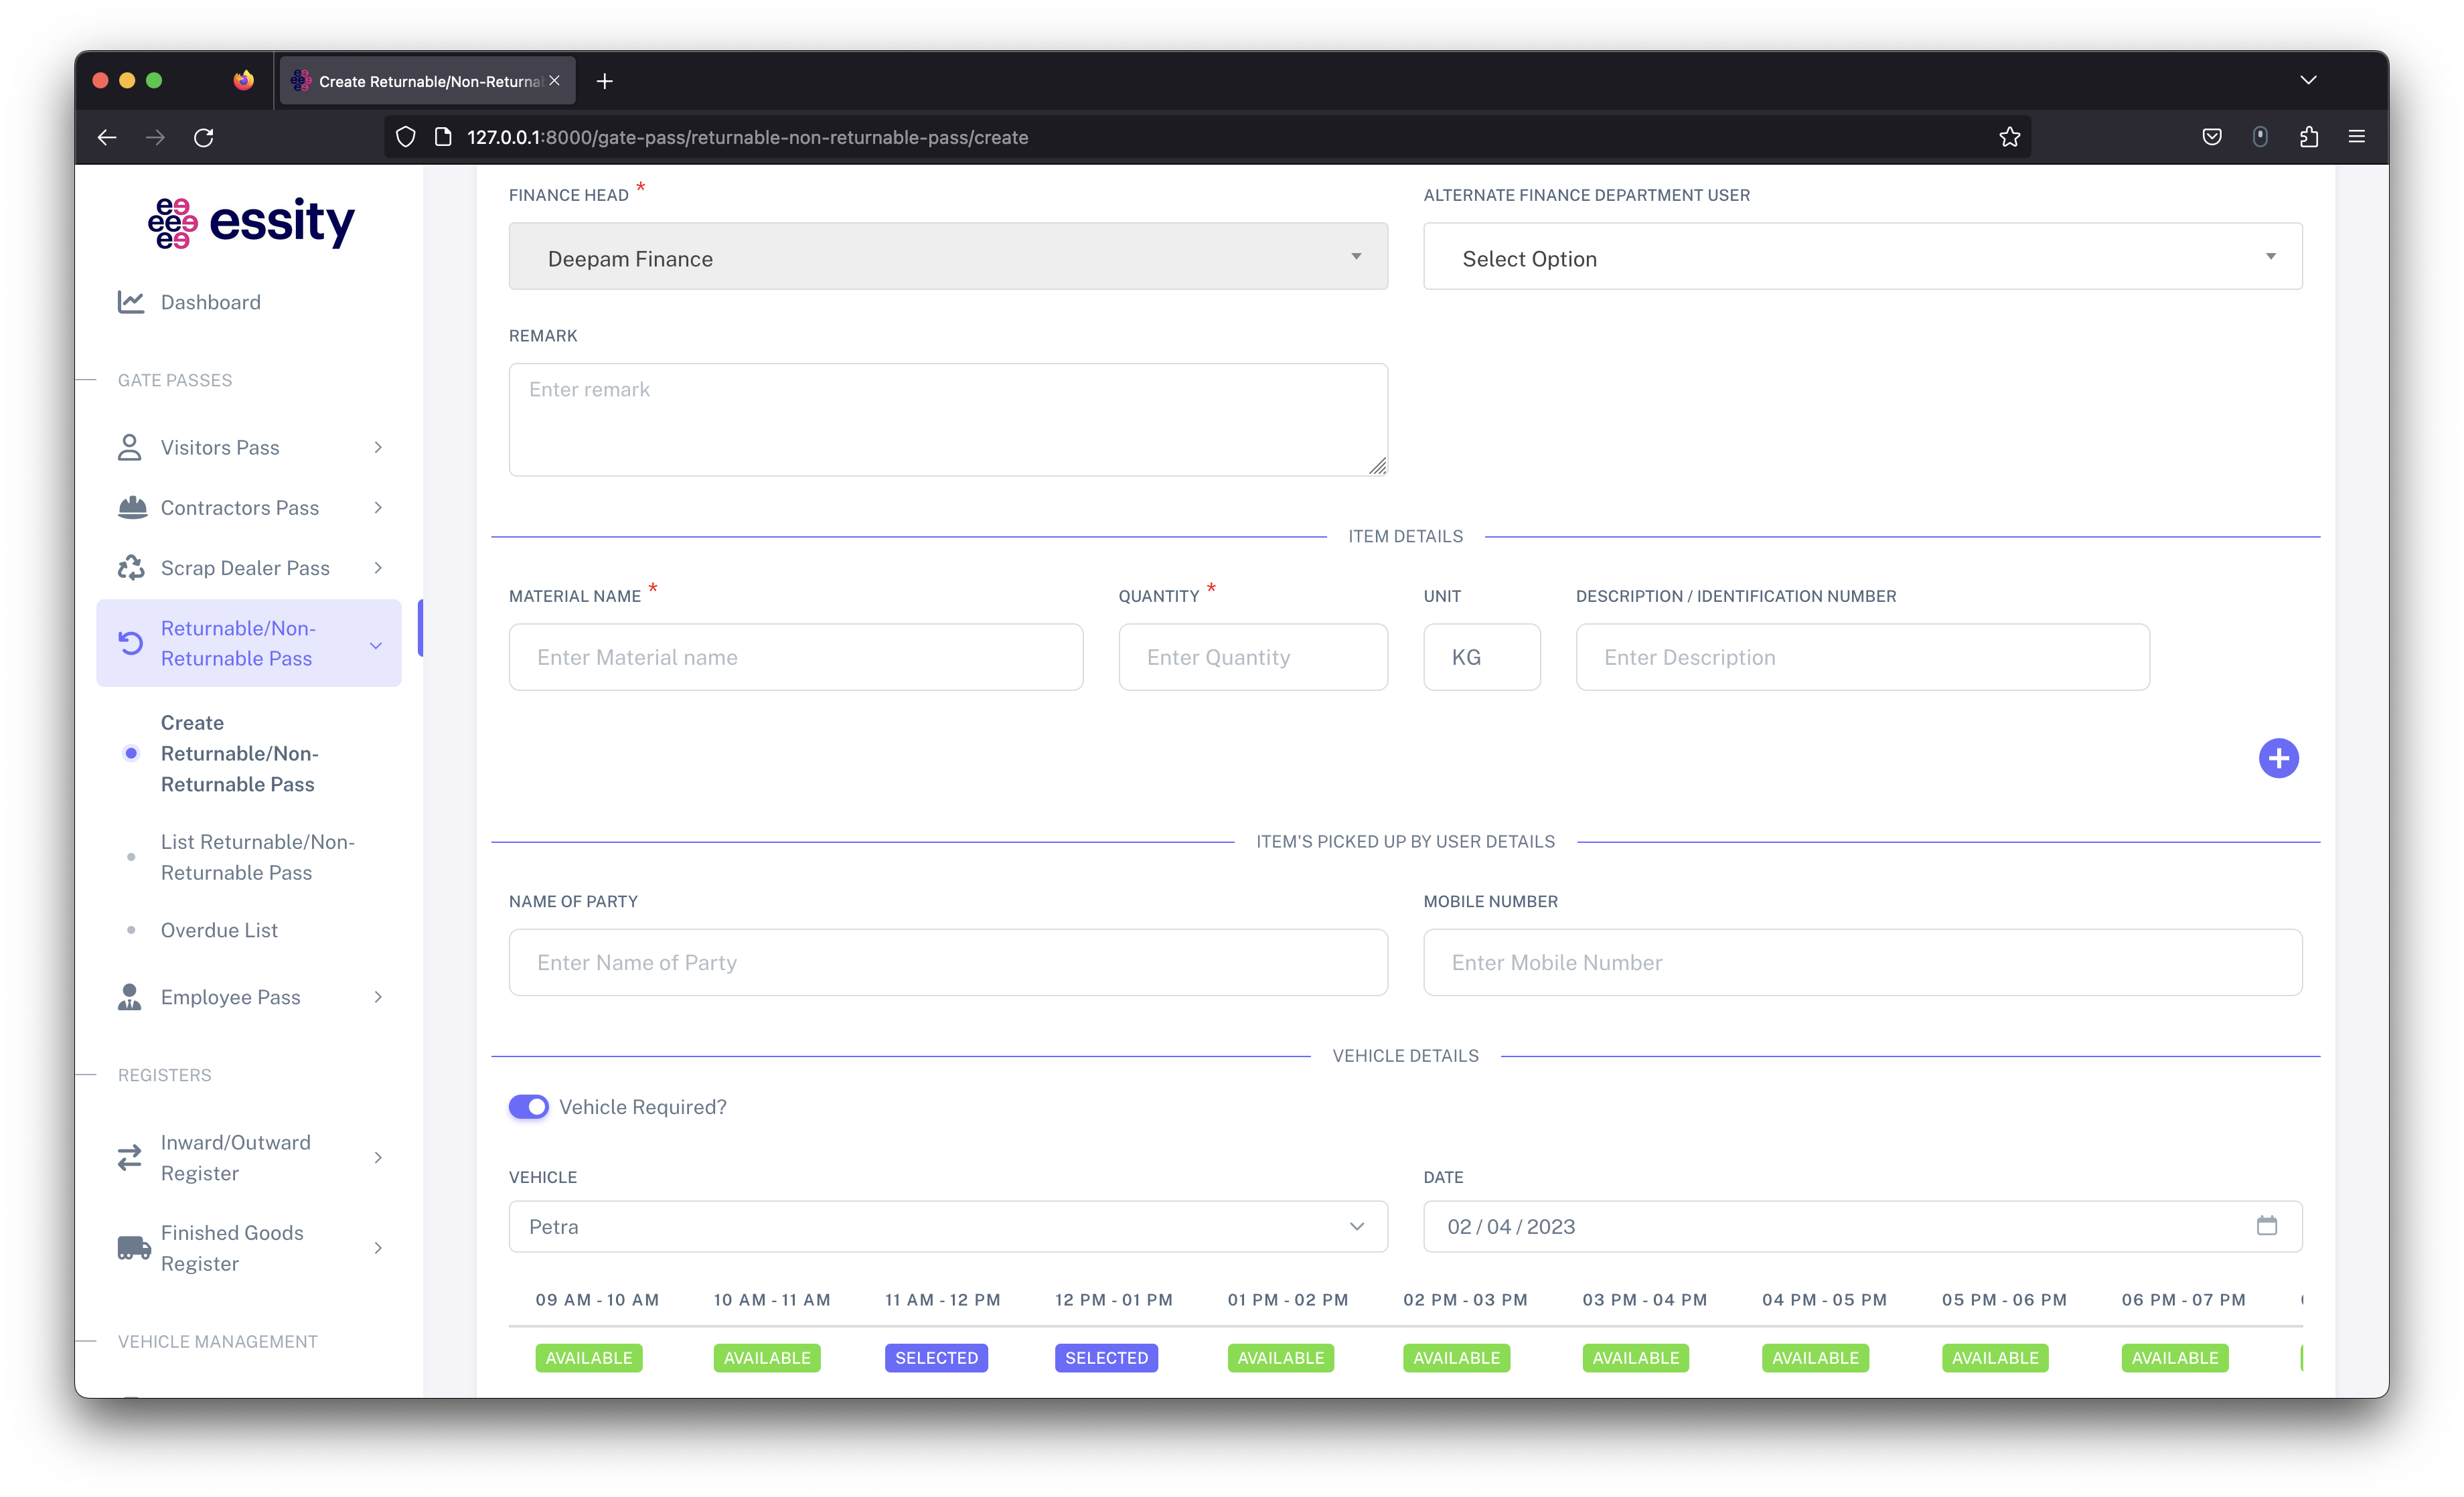 Create Returnable/Non-Returna
127.0.0.1:8000/gate-pass/returnable-non-returnable-pass/create
essity
Dashboard
GATE PASSES
Visitors Pass
Contractors Pass
Scrap Dealer Pass
Returnable/Non-
Returnable Pass
Create
Returnable/Non-
Returnable Pass
List Returnable/Non-
Returnable Pass
Overdue List
Employee Pass
REGISTERS
Inward/Outward
Register
Finished Goods
Register
VEHICLE MANAGEMENT
FINANCE HEAD * ALTERNATE FINANCE DEPARTMENT USER
Deepam Finance Select Option
REMARK
Enter remark
ITEM DETAILS
MATERIAL NAME * QUANTITY * UNIT DESCRIPTION / IDENTIFICATION NUMBER
Enter Material name Enter Quantity KG Enter Description
ITEM'S PICKED UP BY USER DETAILS
NAME OF PARTY MOBILE NUMBER
Enter Name of Party Enter Mobile Number
VEHICLE DETAILS
Vehicle Required?
VEHICLE DATE
Petra 02 / 04 / 2023
09 AM - 10 AM 10 AM - 11 AM 11 AM - 12 PM 12 PM - 01 PM 01 PM - 02 PM 02 PM - 03 PM 03 PM - 04 PM 04 PM - 05 PM 05 PM - 06 PM 06 PM - 07 PM
AVAILABLE AVAILABLE SELECTED SELECTED AVAILABLE AVAILABLE AVAILABLE AVAILABLE AVAILABLE AVAILABLE